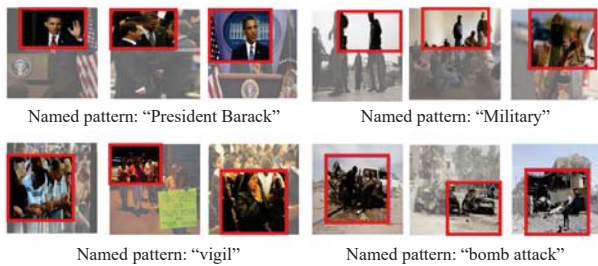 Named pattern: “President Barack”
Named pattern: “Military”
Named pattern: “vigil”
Named pattern: “bomb attack”